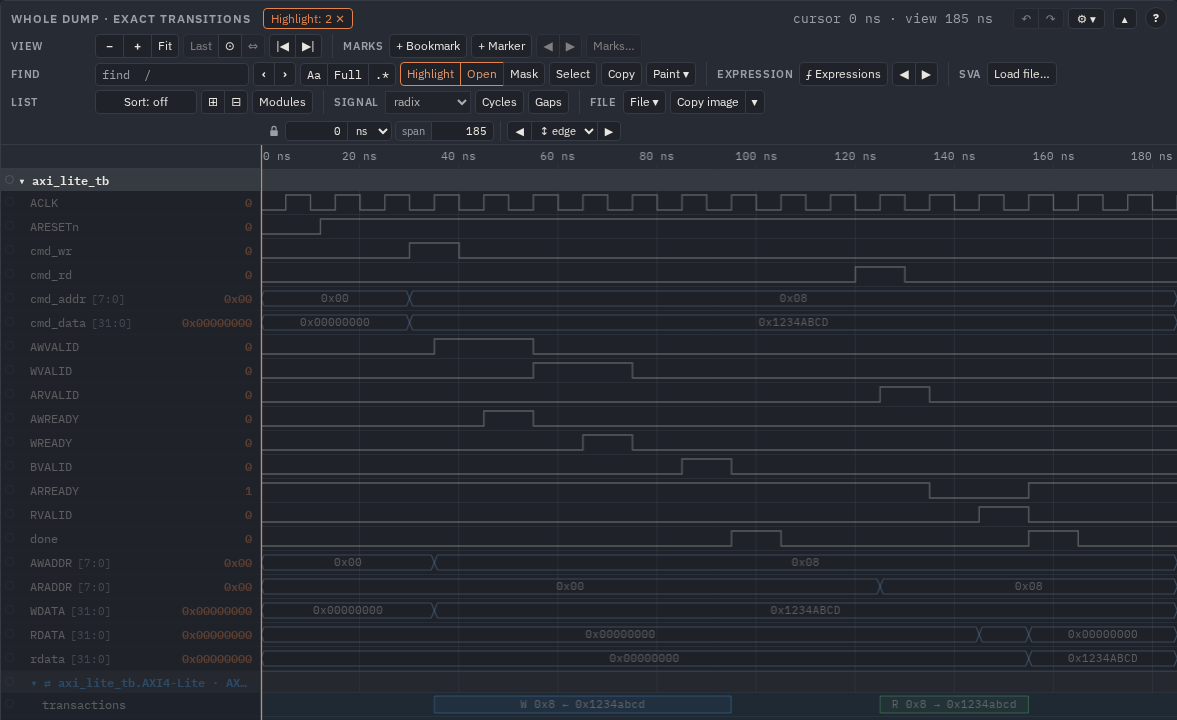 WHOLE DUMP · EXACT TRANSITIONS Highlight: 2 × cursor 0 ns · view 185 ns ↶ ↷ ⚙ ▾ ▲ ?
VIEW − + Fit Last ⊙ ⇔ |◀ ▶| MARKS + Bookmark + Marker ◀ ▶ Marks…
FIND find / ‹ › Aa Full .* Highlight Open Mask Select Copy Paint ▾ EXPRESSION ⨍ Expressions ◀ ▶ SVA Load file…
LIST Sort: off ⊞ ⊟ Modules SIGNAL radix Cycles Gaps FILE File ▾ Copy image ▾
0 ns span 185 ◀ ↕ edge ▶
0 ns 20 ns 40 ns 60 ns 80 ns 100 ns 120 ns 140 ns 160 ns 180 ns
▾ axi_lite_tb
ACLK 0
ARESETn 0
cmd_wr 0
cmd_rd 0
cmd_addr [7:0] 0x00 0x00 0x08
cmd_data [31:0] 0x00000000 0x00000000 0x1234ABCD
AWVALID 0
WVALID 0
ARVALID 0
AWREADY 0
WREADY 0
BVALID 0
ARREADY 1
RVALID 0
done 0
AWADDR [7:0] 0x00 0x00 0x08
ARADDR [7:0] 0x00 0x00 0x08
WDATA [31:0] 0x00000000 0x00000000 0x1234ABCD
RDATA [31:0] 0x00000000 0x00000000 0x00000000
rdata [31:0] 0x00000000 0x00000000 0x1234ABCD
▾ # axi_lite_tb.AXI4-Lite · AX…
transactions W 0x8 ← 0x1234abcd R 0x8 → 0x1234abcd